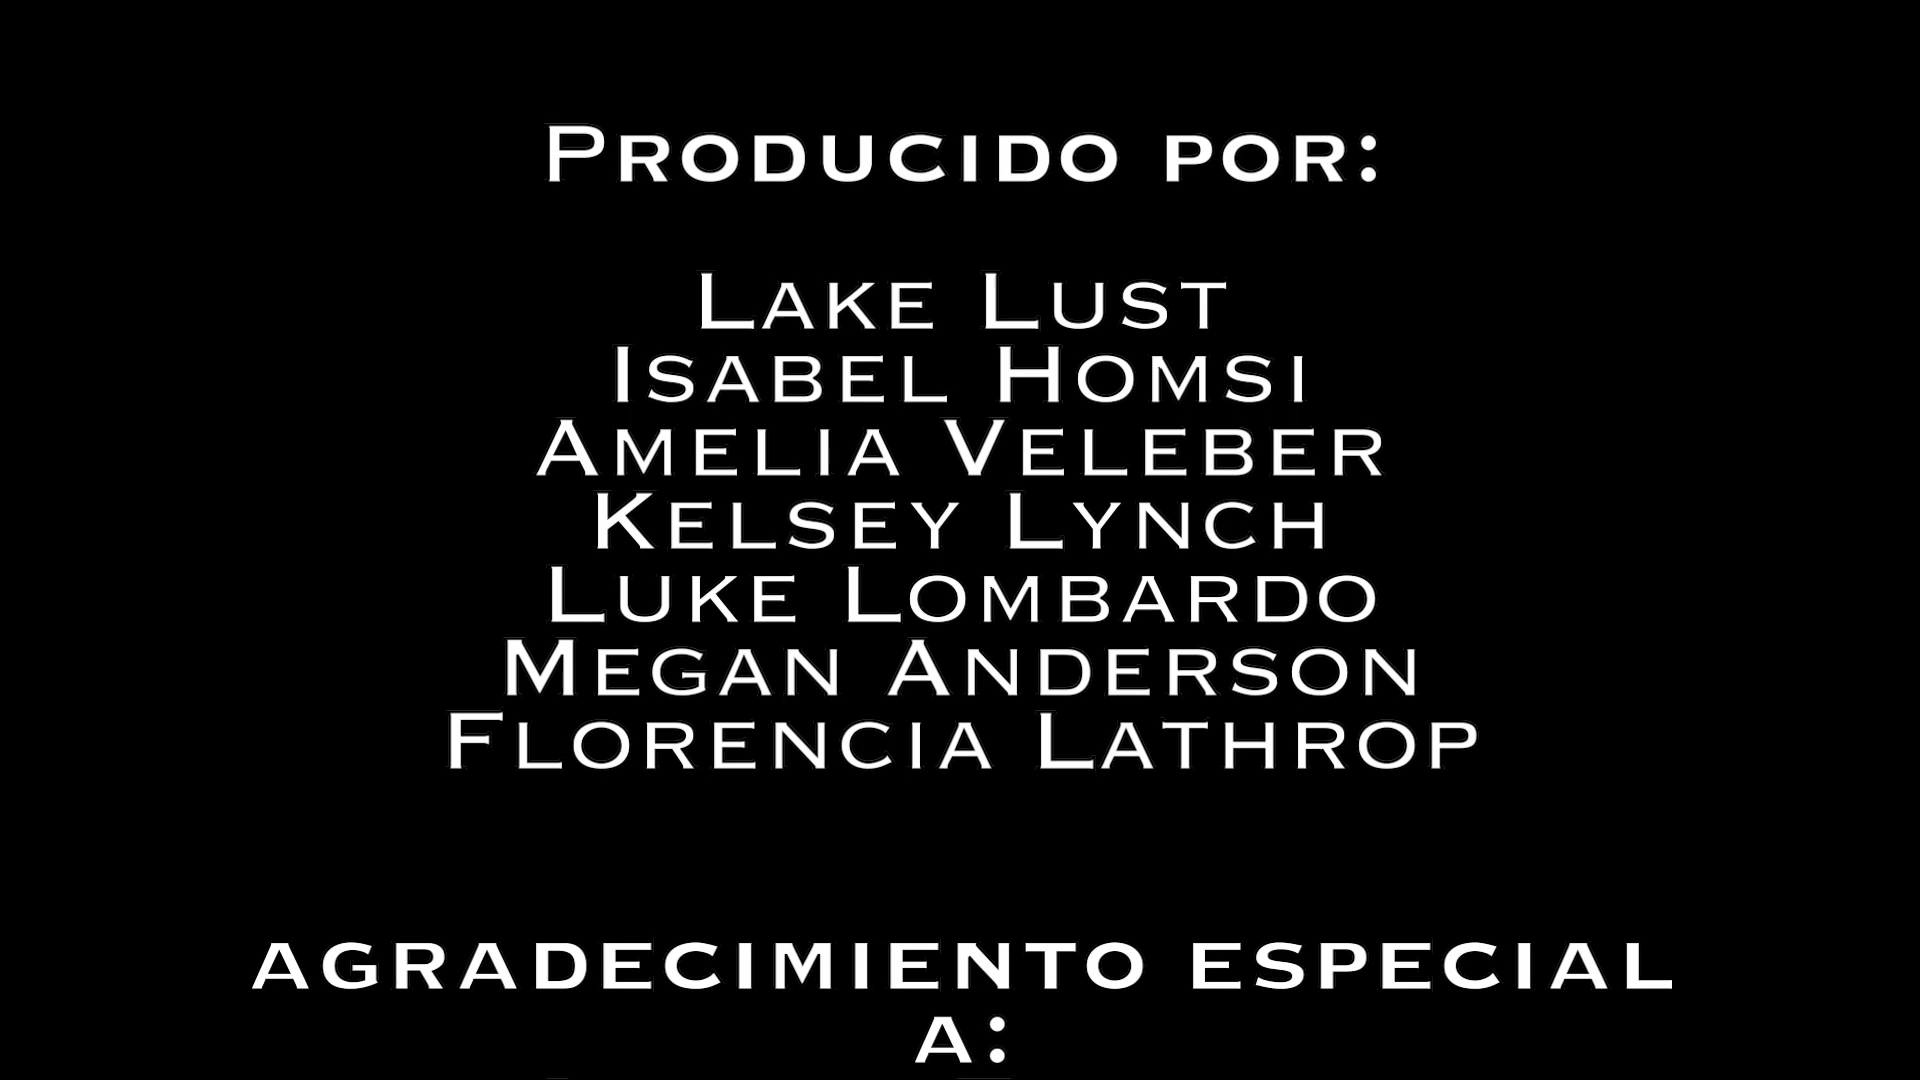 Producido por:
Lake Lust
Isabel Homsi
Amelia Veleber
Kelsey Lynch
Luke Lombardo
Megan Anderson
Florencia Lathrop
agradecimiento especial
a: